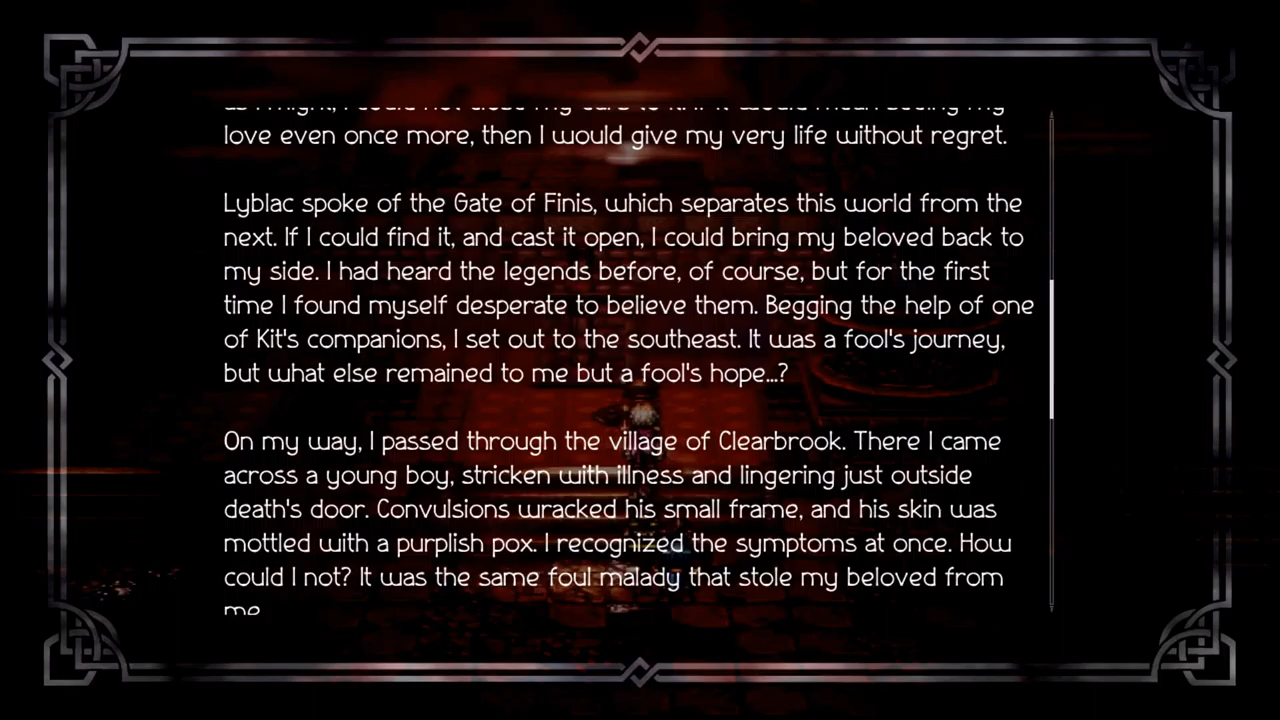 love even once more, then I would give my very life without regret.
Lyblac spoke of the Gate of Finis, which separates this world from the
next. If I could find it, and cast it open, I could bring my beloved back to
my side. I had heard the legends before, of course, but for the first
time I found myself desperate to believe them. Begging the help of one
of Kit's companions, I set out to the southeast. It was a fool's journey,
but what else remained to me but a fool's hope...?
On my way, I passed through the village of Clearbrook. There I came
across a young boy, stricken with illness and lingering just outside
death's door. Convulsions wracked his small frame, and his skin was
mottled with a purplish pox. I recognized the symptoms at once. How
could I not? It was the same foul malady that stole my beloved from
me